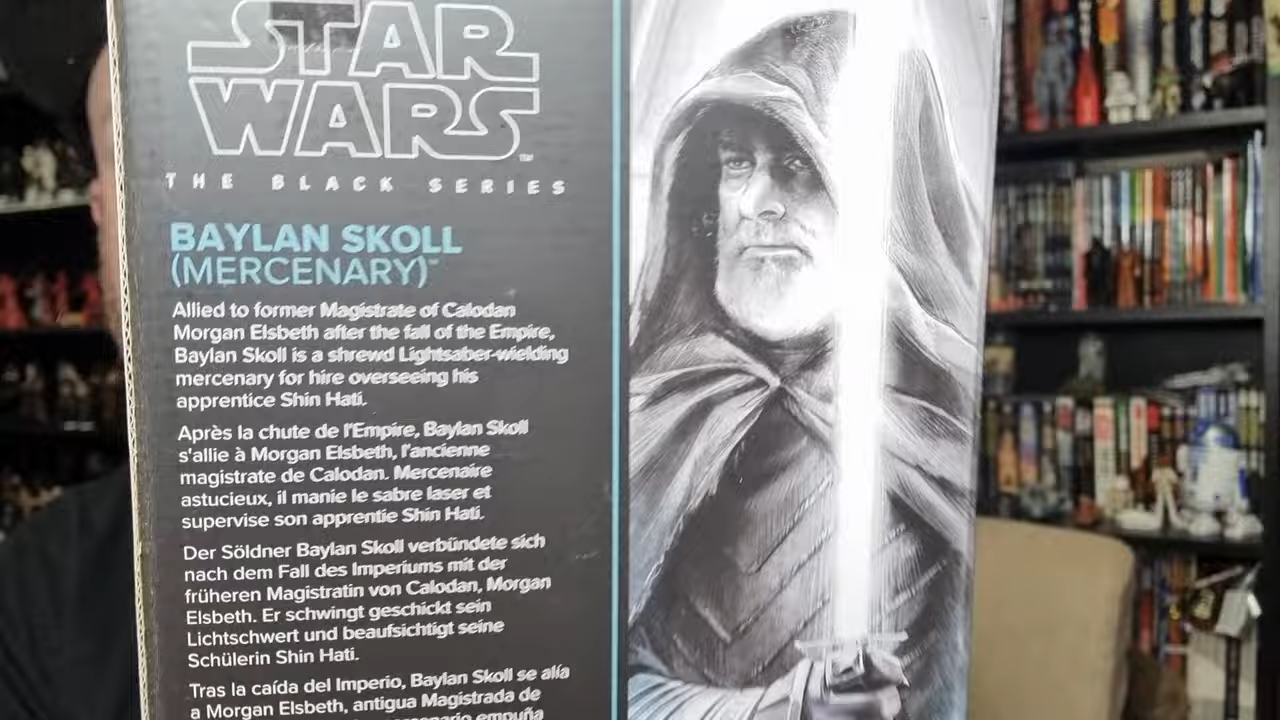 STAR
WARS™
THE BLACK SERIES
BAYLAN SKOLL
(MERCENARY)™
Allied to former Magistrate of Calodan
Morgan Elsbeth after the fall of the Empire,
Baylan Skoll is a shrewd Lightsaber-wielding
mercenary for hire overseeing his
apprentice Shin Hati.
Après la chute de l'Empire, Baylan Skoll
s'allie à Morgan Elsbeth, l'ancienne
magistrate de Calodan. Mercenaire
astucieux, il manie le sabre laser et
supervise son apprentie Shin Hati.
Der Söldner Baylan Skoll verbündete sich
nach dem Fall des Imperiums mit der
früheren Magistratin von Calodan, Morgan
Elsbeth. Er schwingt geschickt sein
Lichtschwert und beaufsichtigt seine
Schülerin Shin Hati.
Tras la caída del Imperio, Baylan Skoll se alía
a Morgan Elsbeth, antigua Magistrada de
empuña